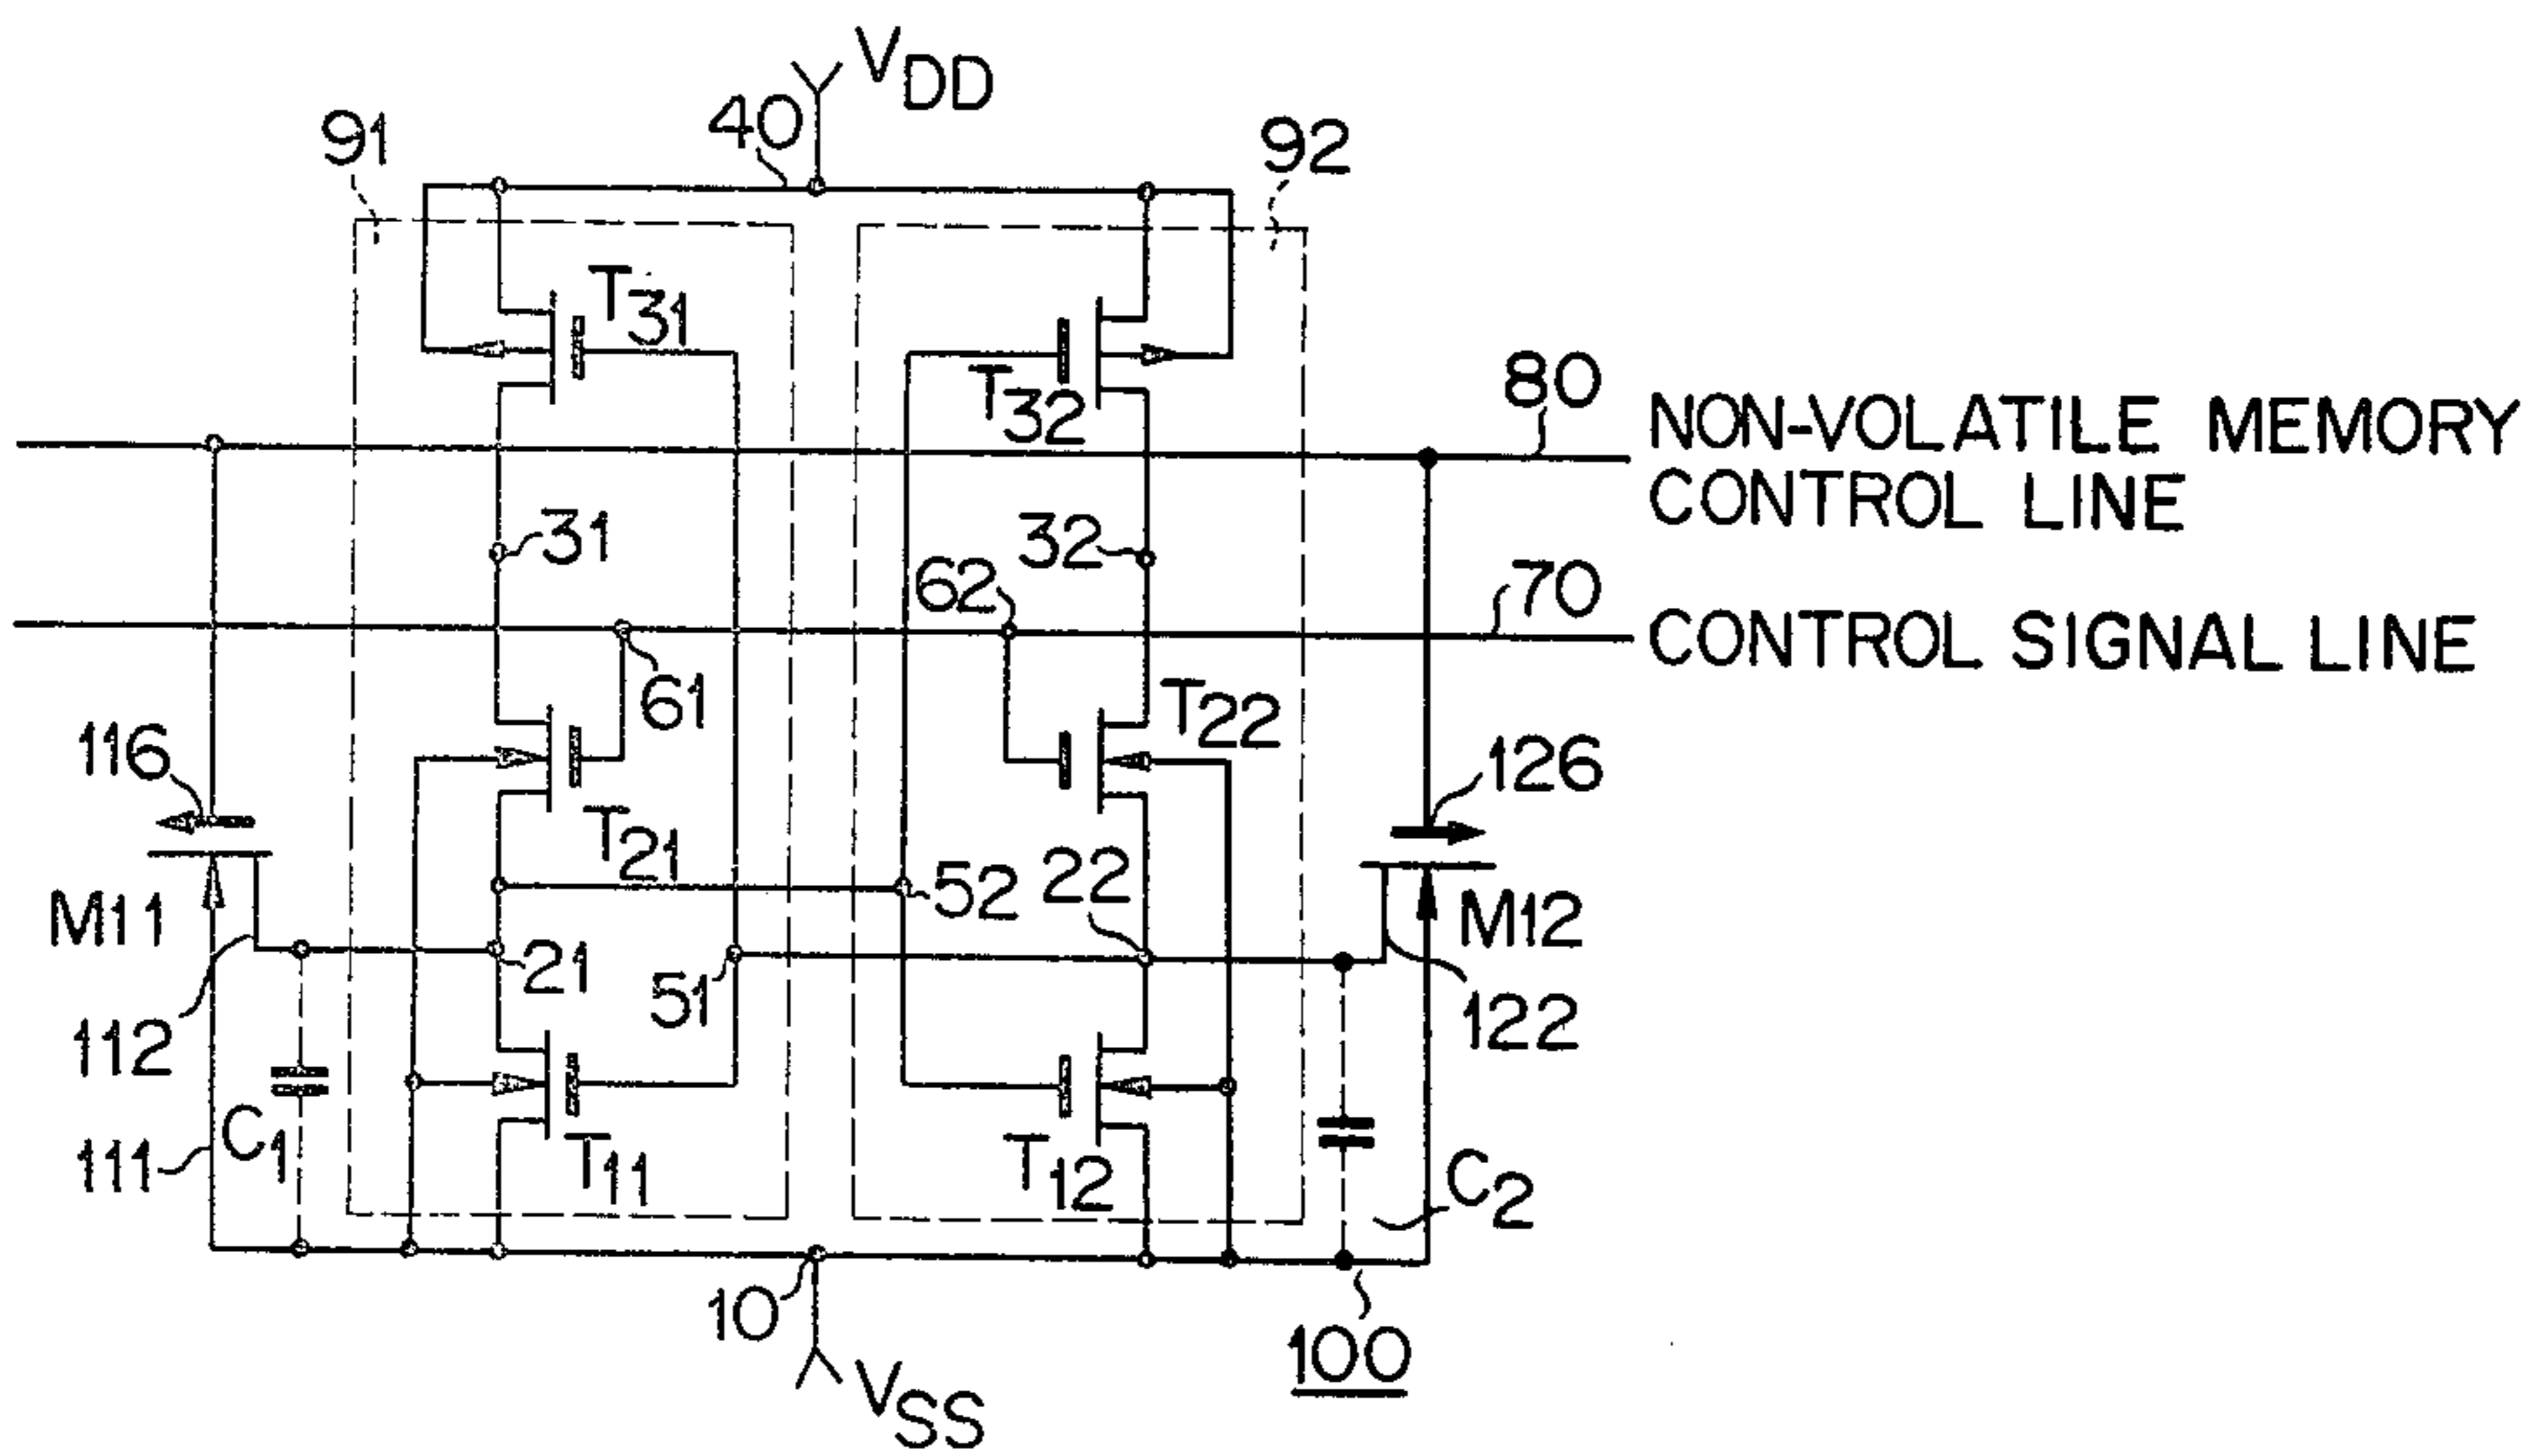 VDD
40
91
92
T31
T32
80
NON-VOLATILE MEMORY
CONTROL LINE
31
32
70
62
CONTROL SIGNAL LINE
61
T22
116
126
T21
22
52
M11
M12
21
51
112
122
C1
111
T11
T12
C2
10
100
VSS